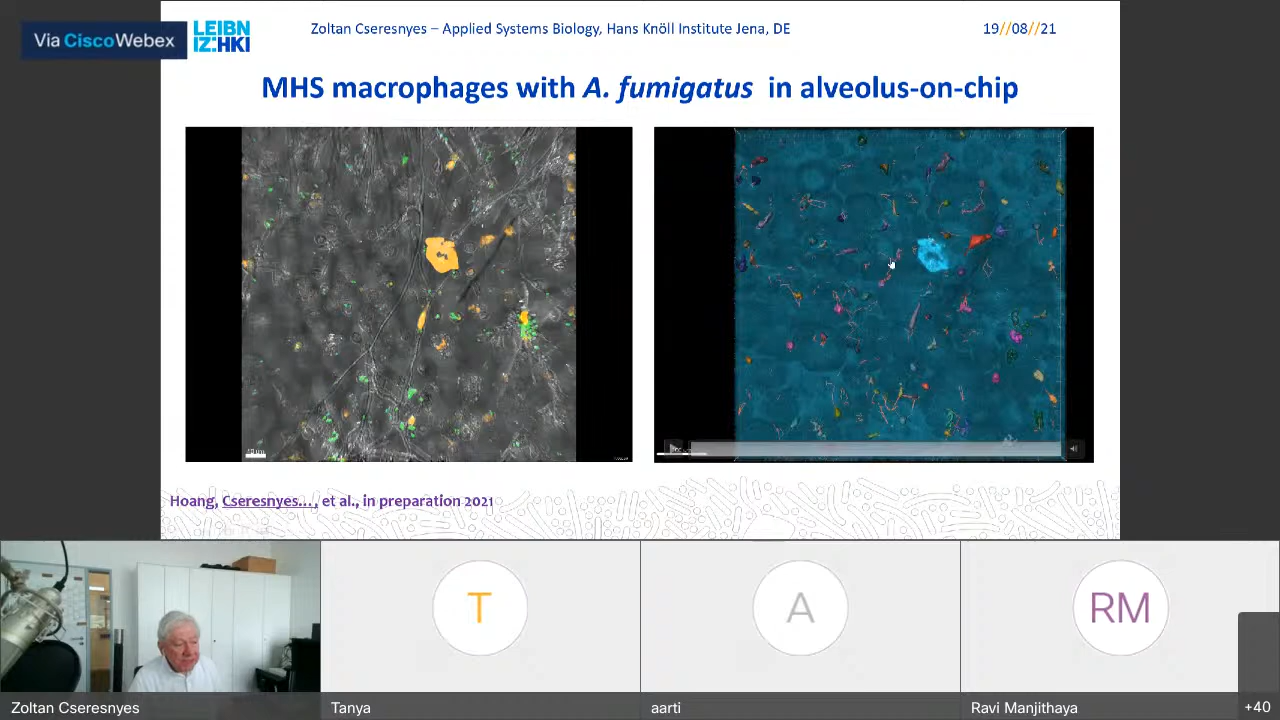 Via Cisco Webex
LEIBN
IZ:HKI
Zoltan Cseresnyes – Applied Systems Biology, Hans Knöll Institute Jena, DE
19//08//21
MHS macrophages with A. fumigatus in alveolus-on-chip
Hoang, Cseresnyes..., et al., in preparation 2021
T
A
RM
Zoltan Cseresnyes
Tanya
aarti
Ravi Manjithaya
+40